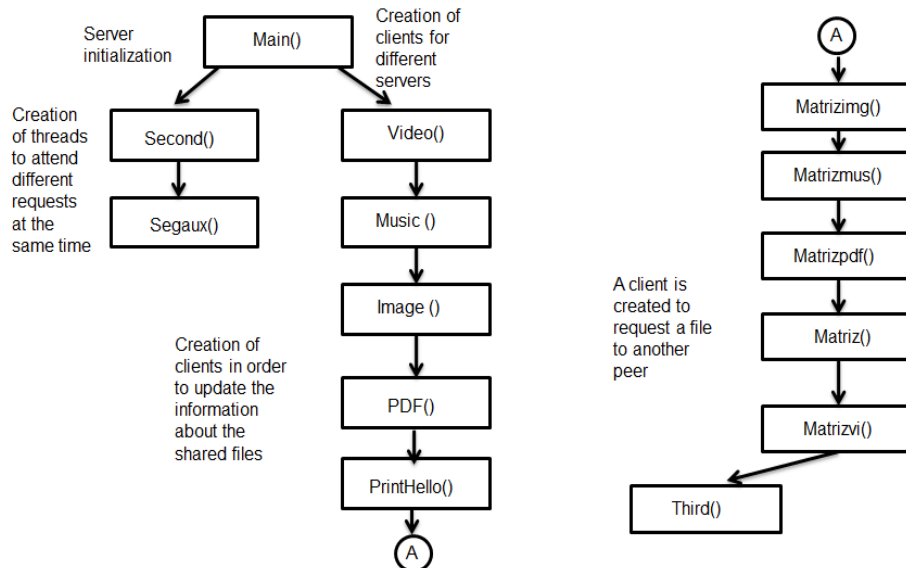 Server
initialization
Main()
Creation of
clients for
different
servers
Creation
of threads
to attend
different
requests
at the
same time
Second()
Segaux()
Video()
Music ()
Image ()
Creation of
clients in order
to update the
information
about the
shared files
PDF()
PrintHello()
A
A
Matrizimg()
Matrizmus()
Matrizpdf()
A client is
created to
request a file
to another
peer
Matriz()
Matrizvi()
Third()